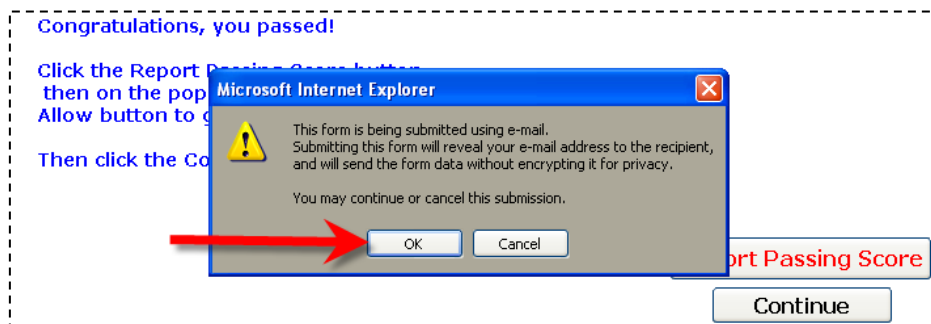 Congratulations, you passed!
Click the Report Passing Score button
then on the pop
Allow button to
Then click the Co
Microsoft Internet Explorer
This form is being submitted using e-mail.
Submitting this form will reveal your e-mail address to the recipient,
and will send the form data without encrypting it for privacy.
You may continue or cancel this submission.
OK
Cancel
ort Passing Score
Continue